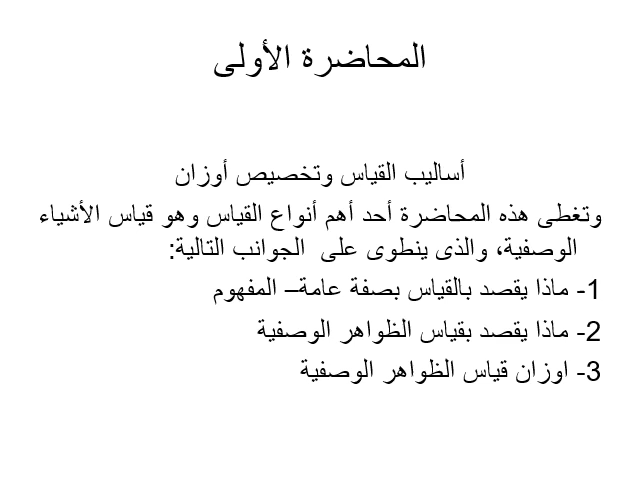 المحاضرة الأولى
أساليب القياس وتخصيص أوزان
وتغطى هذه المحاضرة أحد أهم أنواع القياس وهو قياس الأشياء
الوصفية، والذى ينطوى على الجوانب التالية:
1- ماذا يقصد بالقياس بصفة عامة– المفهوم
2- ماذا يقصد بقياس الظواهر الوصفية
3- اوزان قياس الظواهر الوصفية